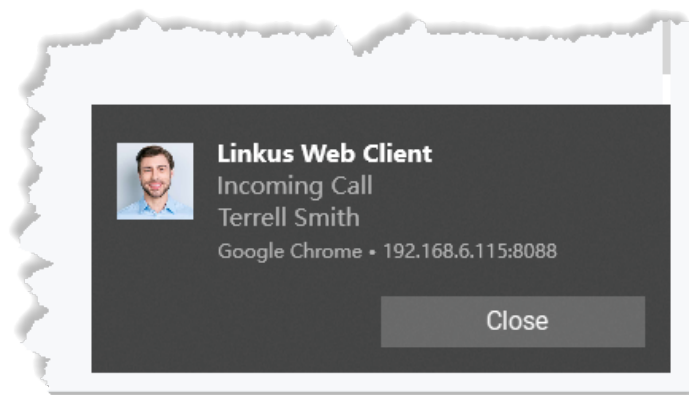 Linkus Web Client
Incoming Call
Terrell Smith
Google Chrome • 192.168.6.115:8088
Close